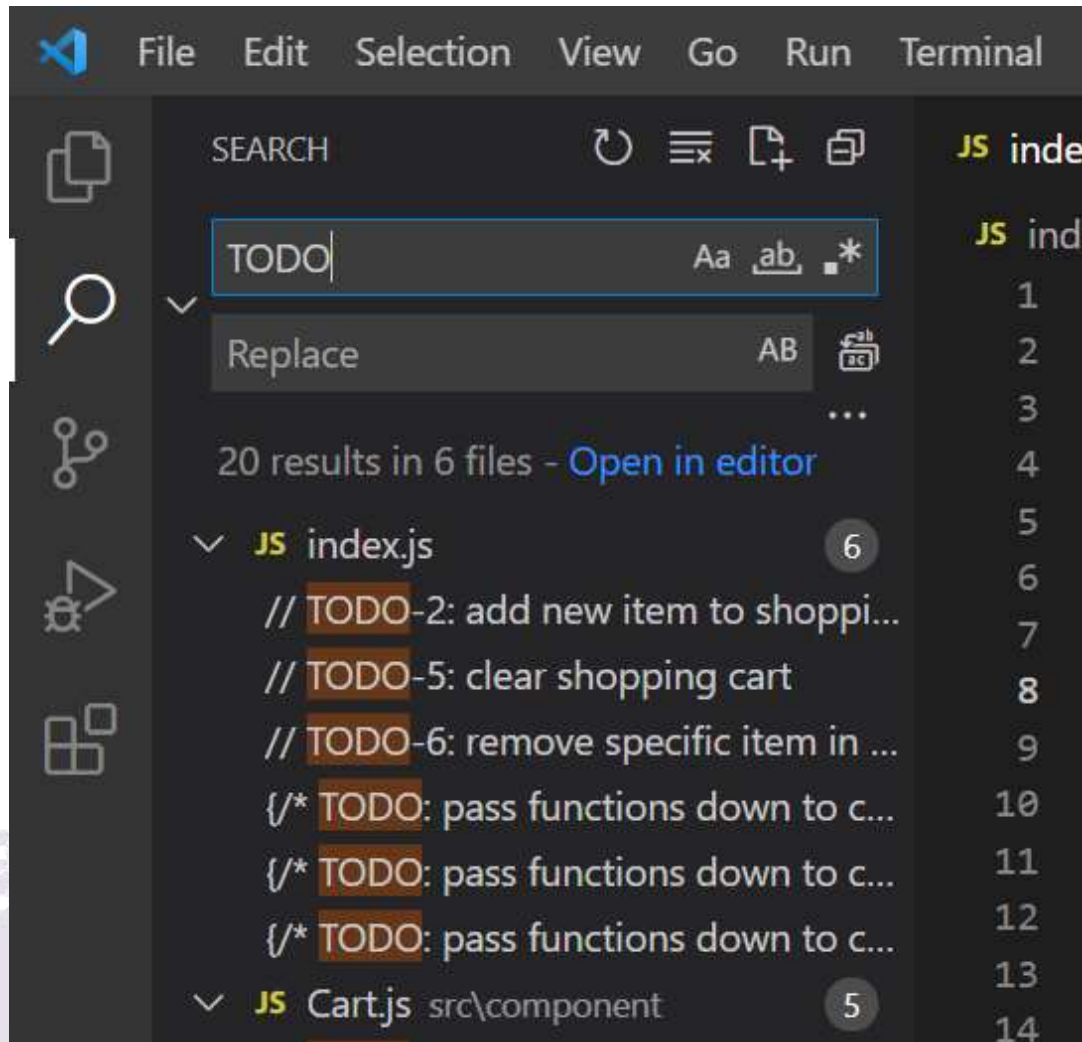 File Edit Selection View Go Run Terminal
SEARCH
TODO Aa ab *
Replace AB
ab
ac
...
20 results in 6 files - Open in editor
JS index.js 6
// TODO-2: add new item to shoppi...
// TODO-5: clear shopping cart
// TODO-6: remove specific item in ...
{/* TODO: pass functions down to c...
{/* TODO: pass functions down to c...
{/* TODO: pass functions down to c...
JS Cart.js src\component 5
JS inde
JS ind
1
2
3
4
5
6
7
8
9
10
11
12
13
14